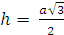 h = a√3/2